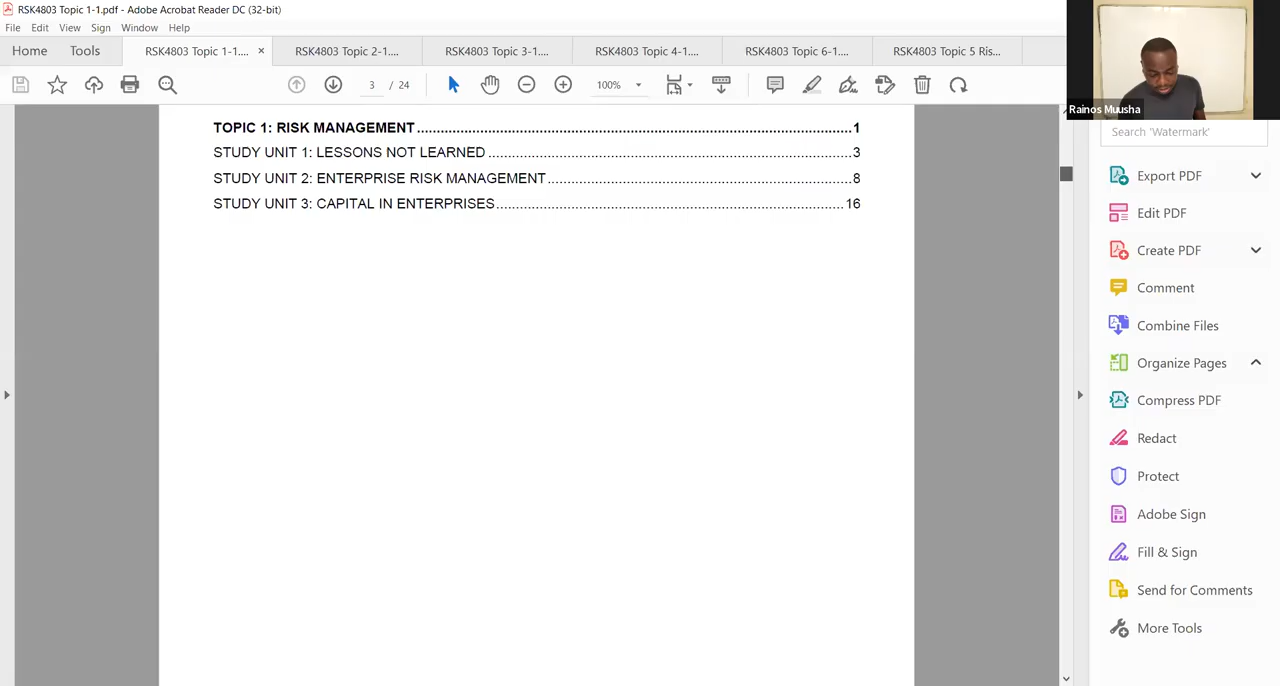 RSK4803 Topic 1-1.pdf - Adobe Acrobat Reader DC (32-bit)
File Edit View Sign Window Help
Home Tools RSK4803 Topic 1-1.... × RSK4803 Topic 2-1.... RSK4803 Topic 3-1.... RSK4803 Topic 4-1.... RSK4803 Topic 6-1.... RSK4803 Topic 5 Ris...
3 / 24 100%
Rainos Muusha
Search 'Watermark'
TOPIC 1: RISK MANAGEMENT ........ 1
STUDY UNIT 1: LESSONS NOT LEARNED ........ 3
STUDY UNIT 2: ENTERPRISE RISK MANAGEMENT ........ 8
STUDY UNIT 3: CAPITAL IN ENTERPRISES ........ 16
Export PDF
Edit PDF
Create PDF
Comment
Combine Files
Organize Pages
Compress PDF
Redact
Protect
Adobe Sign
Fill & Sign
Send for Comments
More Tools